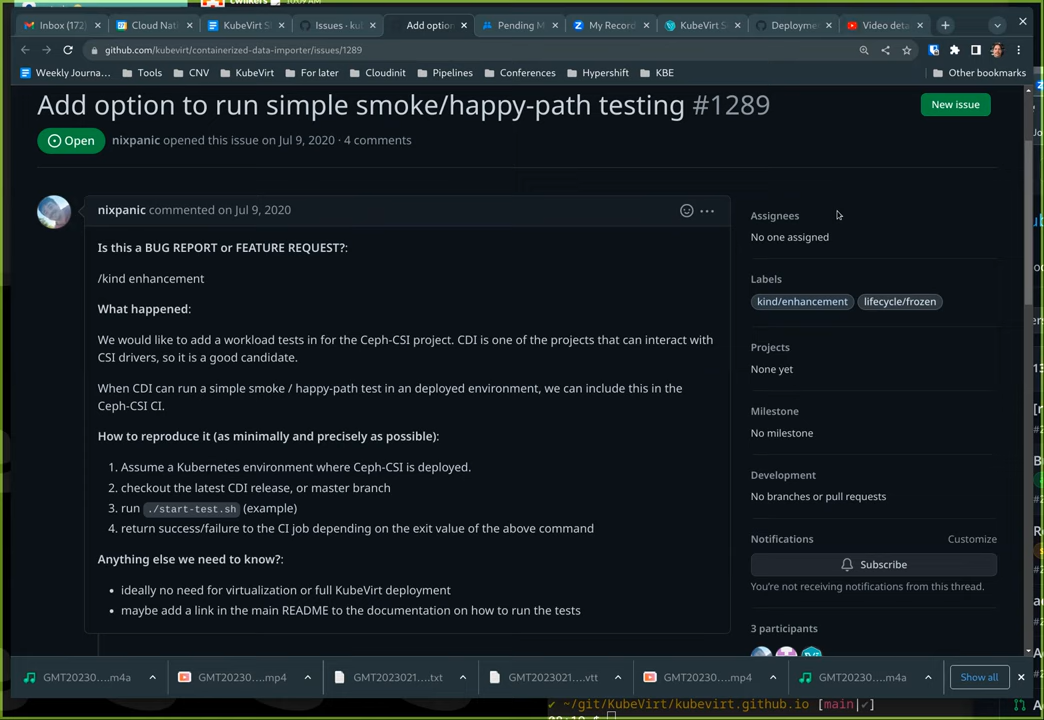 cwilkers
10:09 AM
Inbox (172
Cloud Nati
KubeVirt S
Issues · ku
Add option
Pending M
My Record
KubeVirt S
Deployme
Video deta
github.com/kubevirt/containerized-data-importer/issues/1289
Weekly Journa...
Tools
CNV
KubeVirt
For later
Cloudinit
Pipelines
Conferences
Hypershift
KBE
Other bookmarks
Add option to run simple smoke/happy-path testing #1289
New issue
Open
nixpanic opened this issue on Jul 9, 2020 · 4 comments
nixpanic commented on Jul 9, 2020
Is this a BUG REPORT or FEATURE REQUEST?:
/kind enhancement
What happened:
We would like to add a workload tests in for the Ceph-CSI project. CDI is one of the projects that can interact with
CSI drivers, so it is a good candidate.
When CDI can run a simple smoke / happy-path test in an deployed environment, we can include this in the
Ceph-CSI CI.
How to reproduce it (as minimally and precisely as possible):
1. Assume a Kubernetes environment where Ceph-CSI is deployed.
2. checkout the latest CDI release, or master branch
3. run ./start-test.sh (example)
4. return success/failure to the CI job depending on the exit value of the above command
Anything else we need to know?:
• ideally no need for virtualization or full KubeVirt deployment
• maybe add a link in the main README to the documentation on how to run the tests
Assignees
No one assigned
Labels
kind/enhancement
lifecycle/frozen
Projects
None yet
Milestone
No milestone
Development
No branches or pull requests
Notifications
Customize
Subscribe
You're not receiving notifications from this thread.
3 participants
GMT20230....m4a
GMT20230....mp4
GMT2023021....txt
GMT2023021....vtt
GMT20230....mp4
GMT20230....m4a
Show all
✔ ~/git/KubeVirt/kubevirt.github.io [main|✔]